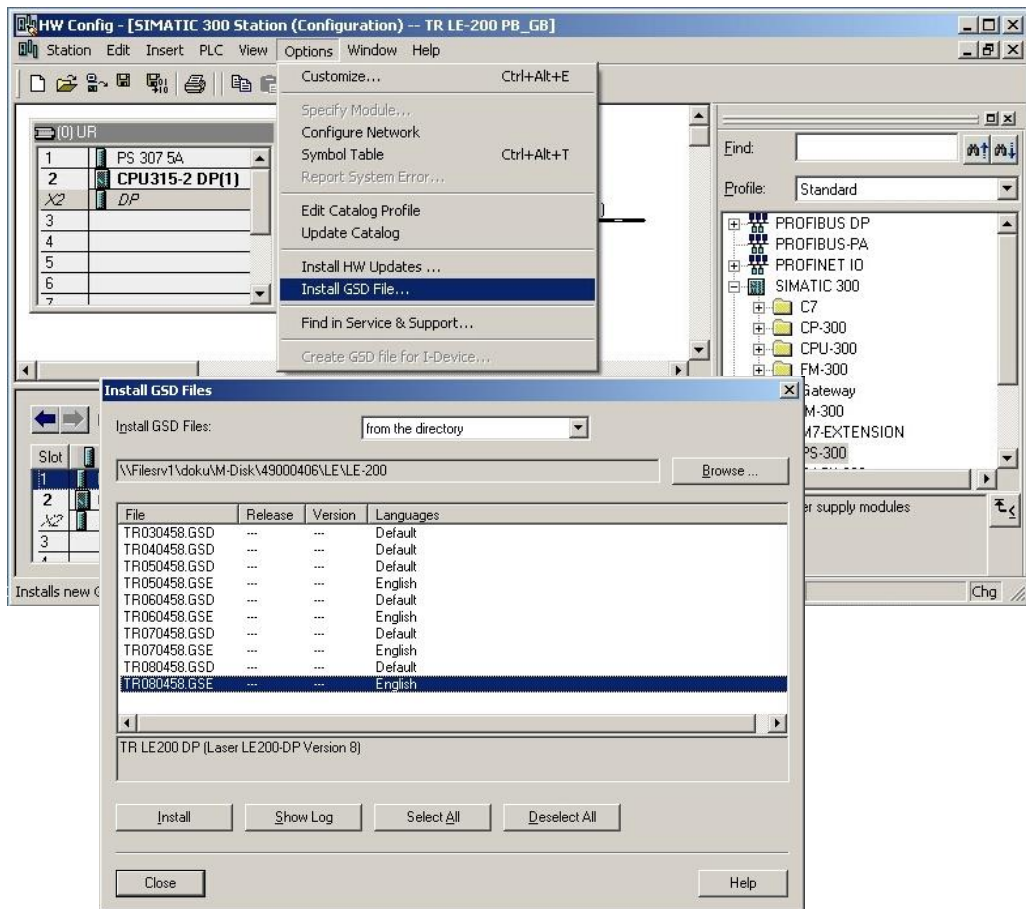 HW Config - [SIMATIC 300 Station (Configuration) -- TR LE-200 PB_GB]
Station Edit Insert PLC View Options Window Help
Customize... Ctrl+Alt+E
Specify Module...
Configure Network
Symbol Table Ctrl+Alt+T
Report System Error...
Edit Catalog Profile
Update Catalog
Install HW Updates ...
Install GSD File...
Find in Service & Support...
Create GSD file for I-Device...
(0) UR
1 PS 307 5A
2 CPU315-2 DP(1)
X2 DP
3
4
5
6
7
Find:
Profile: Standard
PROFIBUS DP
PROFIBUS-PA
PROFINET IO
SIMATIC 300
C7
CP-300
CPU-300
FM-300
Gateway
M-300
M7-EXTENSION
PS-300
er supply modules
Slot
1
2
X2
3
4
Installs new G
Chg
Install GSD Files
Install GSD Files: from the directory
\\Filesrv1\doku\M-Disk\49000406\LE\LE-200 Browse ...
File Release Version Languages
TR030458.GSD --- --- Default
TR040458.GSD --- --- Default
TR050458.GSD --- --- Default
TR050458.GSE --- --- English
TR060458.GSD --- --- Default
TR060458.GSE --- --- English
TR070458.GSD --- --- Default
TR070458.GSE --- --- English
TR080458.GSD --- --- Default
TR080458.GSE --- --- English
TR LE200 DP (Laser LE200-DP Version 8)
Install Show Log Select All Deselect All
Close Help